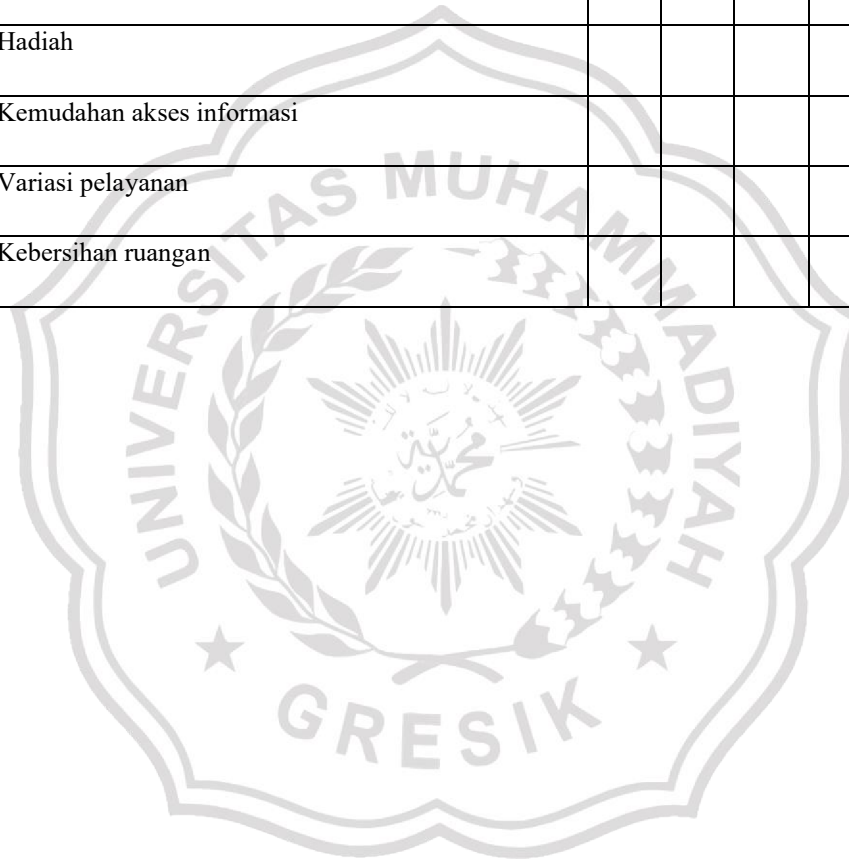 Hadiah
Kemudahan akses informasi
Variasi pelayanan
Kebersihan ruangan
UNIVERSITAS MUHAMMADIYAH
GRESIK